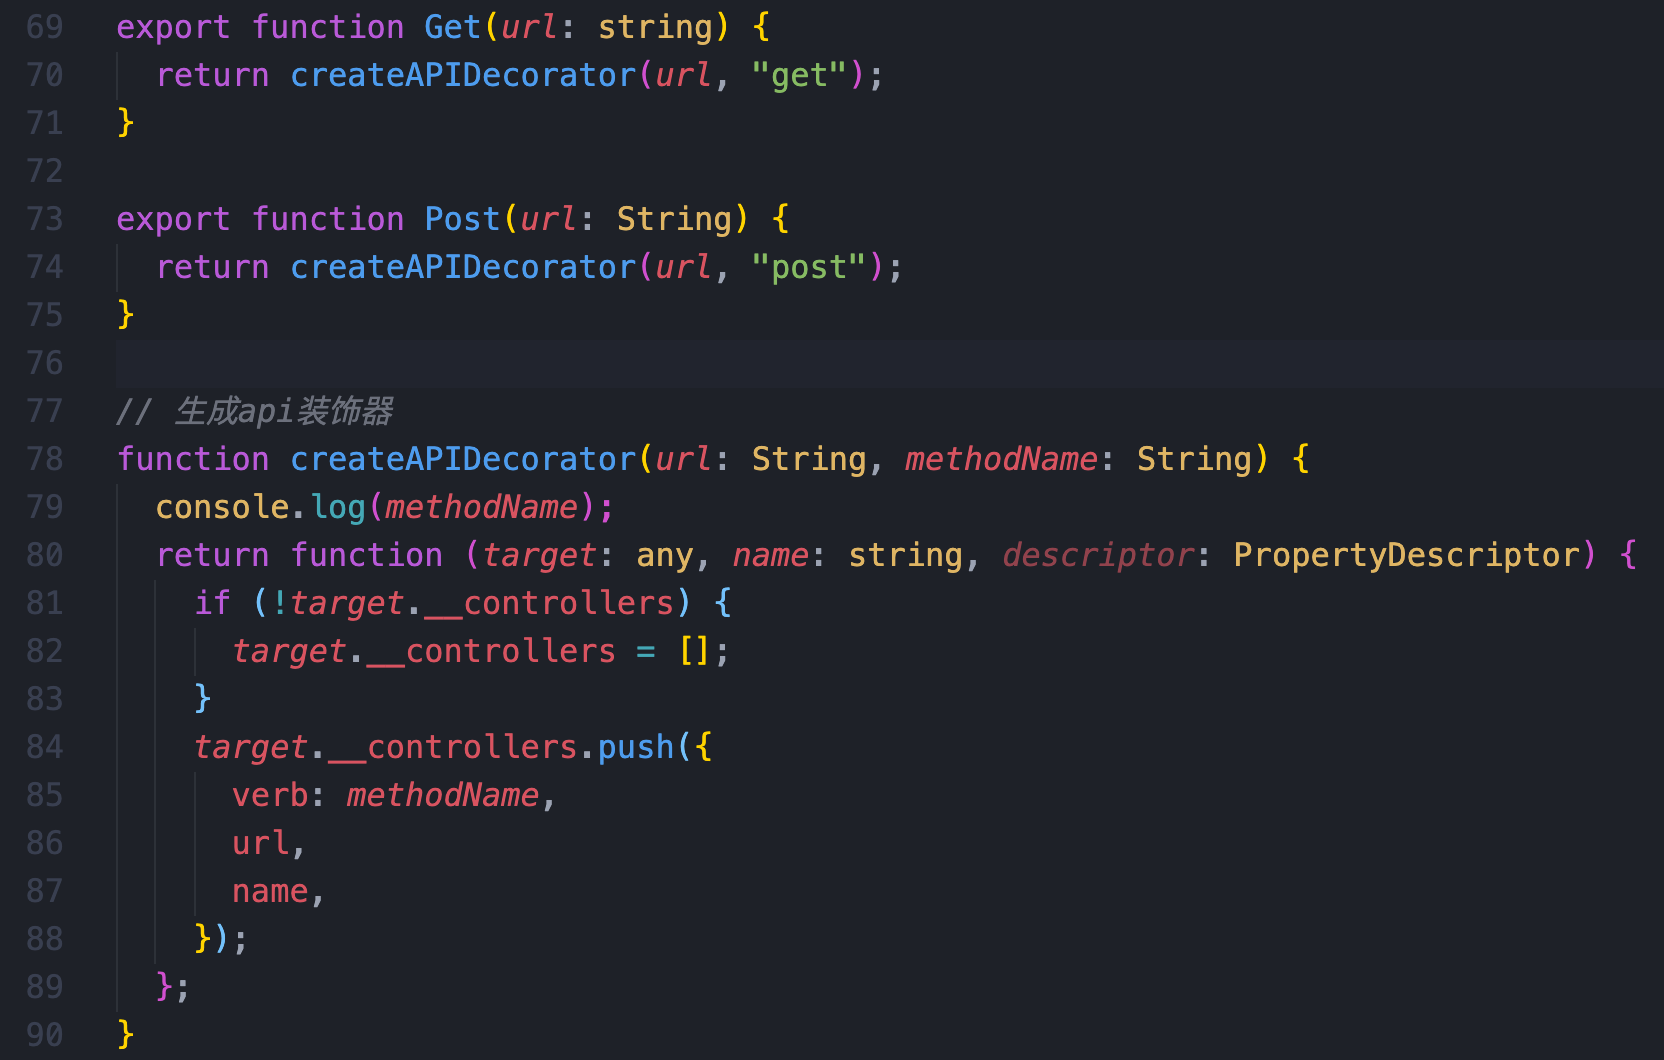 69 export function Get(url: string) {
70   return createAPIDecorator(url, "get");
71 }
72
73 export function Post(url: String) {
74   return createAPIDecorator(url, "post");
75 }
76
77 // 生成api装饰器
78 function createAPIDecorator(url: String, methodName: String) {
79   console.log(methodName);
80   return function (target: any, name: string, descriptor: PropertyDescriptor) {
81     if (!target.__controllers) {
82       target.__controllers = [];
83     }
84     target.__controllers.push({
85       verb: methodName,
86       url,
87       name,
88     });
89   };
90 }